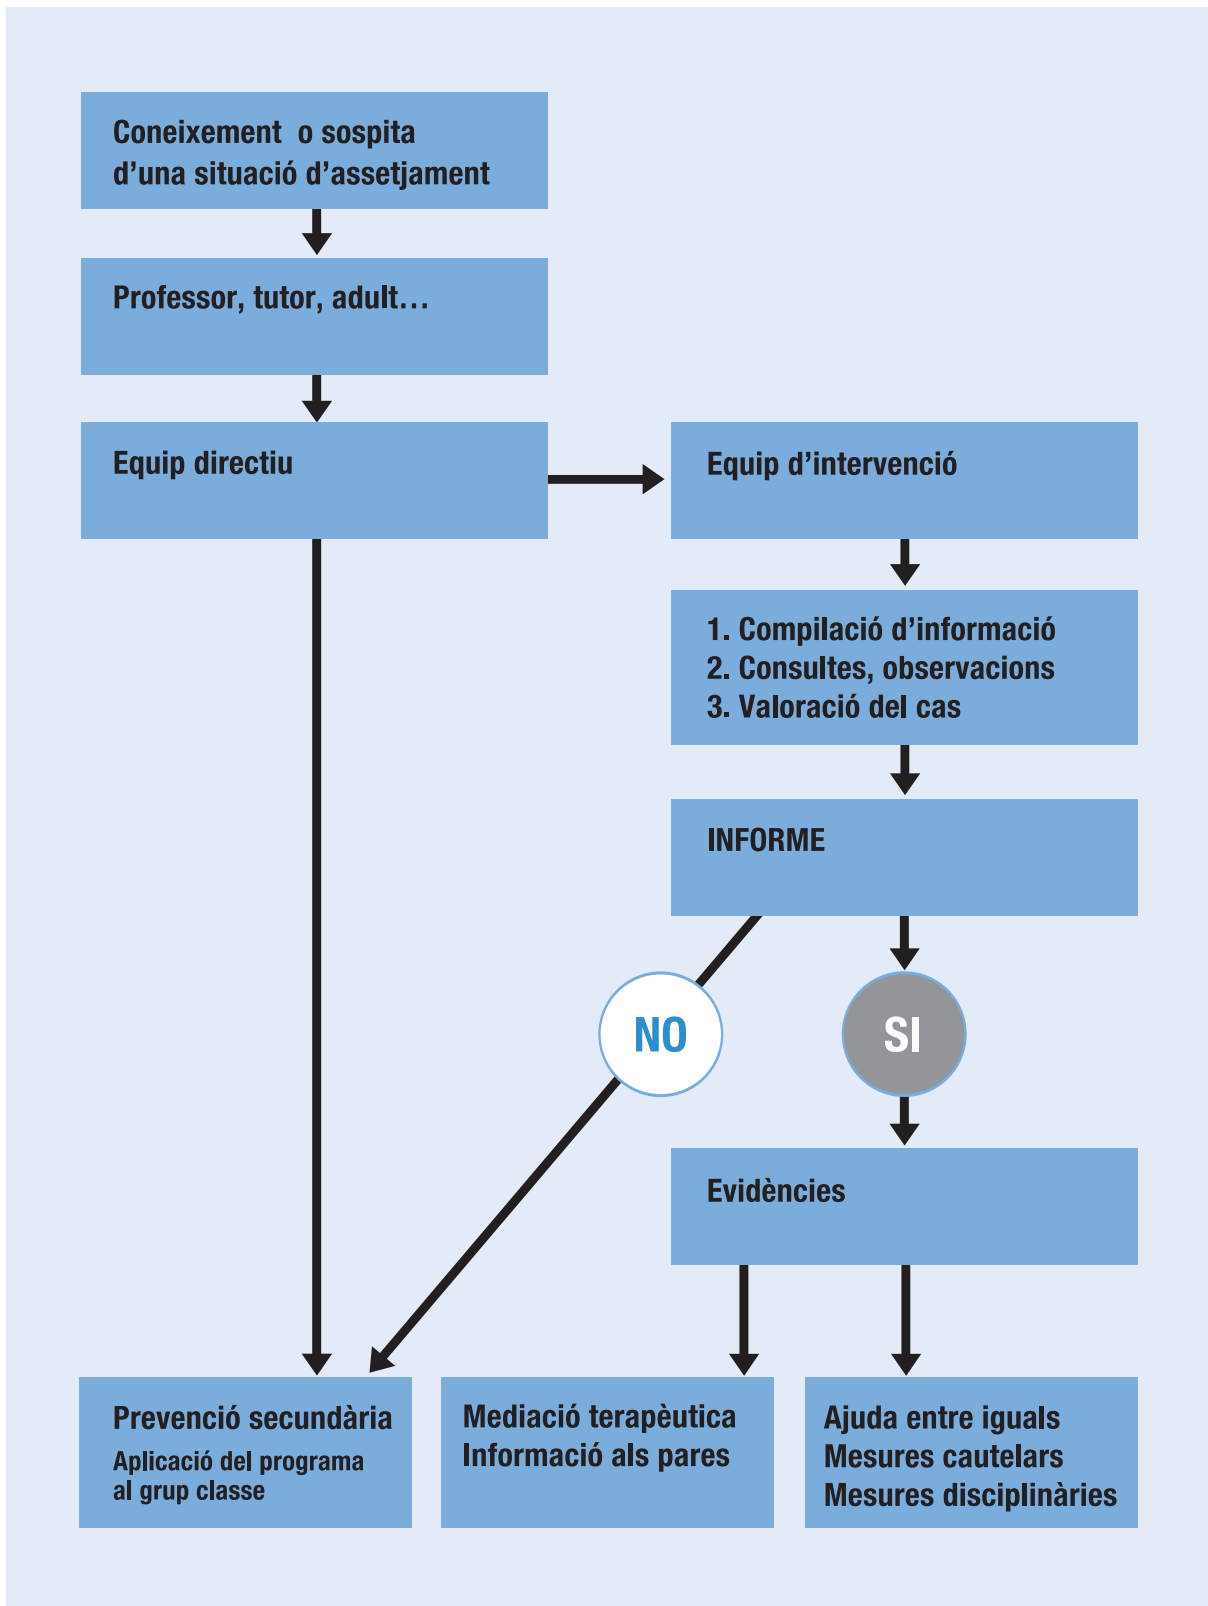 Coneixement o sospita
d’una situació d’assetjament
Professor, tutor, adult…
Equip directiu
Equip d’intervenció
1. Compilació d’informació
2. Consultes, observacions
3. Valoració del cas
INFORME
NO
SI
Evidències
Prevenció secundària
Aplicació del programa
al grup classe
Mediació terapèutica
Informació als pares
Ajuda entre iguals
Mesures cautelars
Mesures disciplinàries